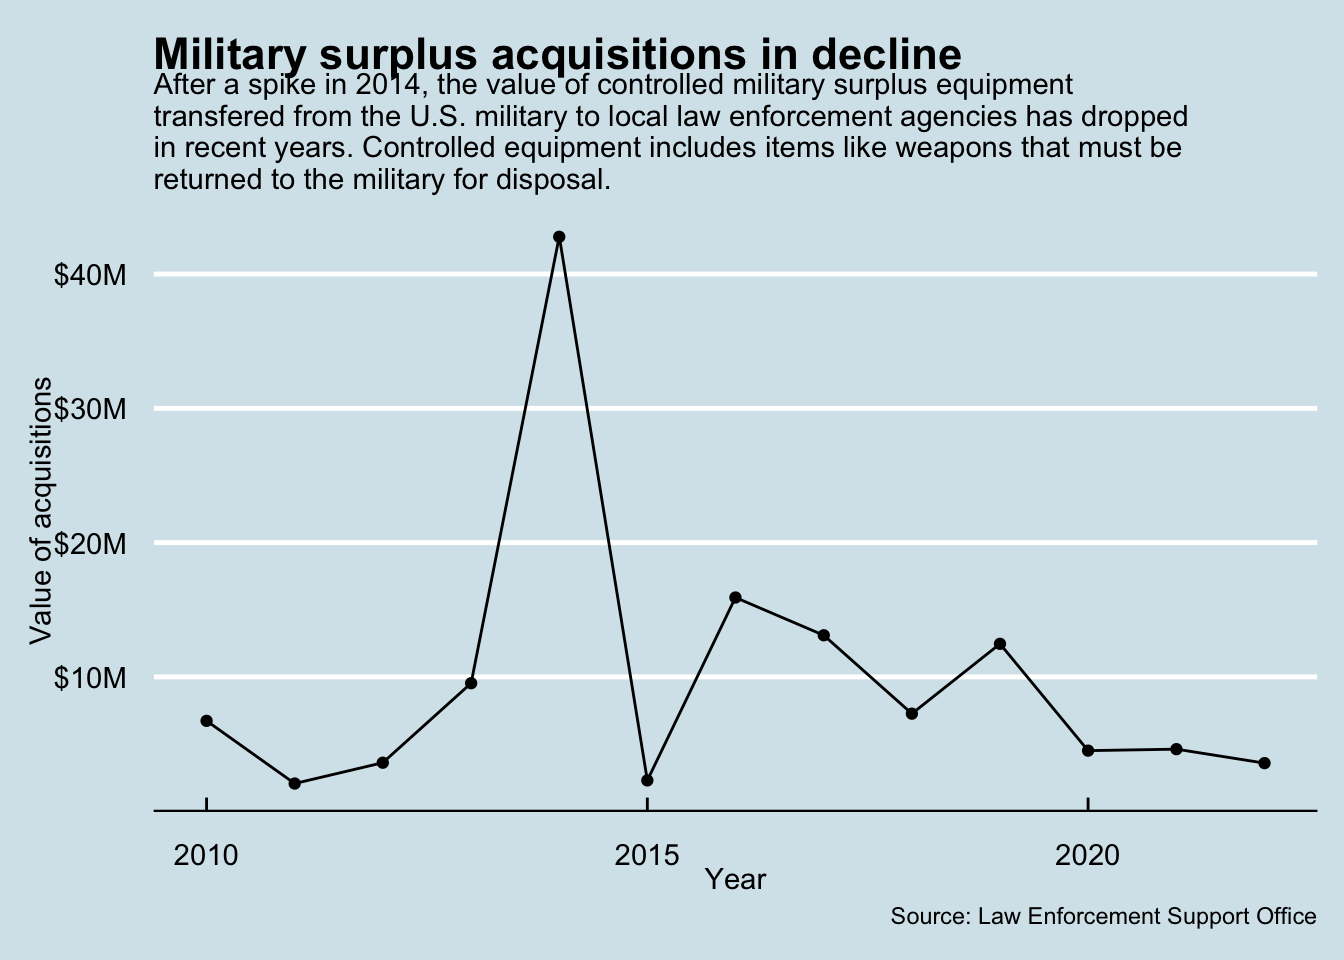 Military surplus acquisitions in decline
After a spike in 2014, the value of controlled military surplus equipment
transfered from the U.S. military to local law enforcement agencies has dropped
in recent years. Controlled equipment includes items like weapons that must be
returned to the military for disposal.
Value of acquisitions
$40M
$30M
$20M
$10M
2010
2015
2020
Year
Source: Law Enforcement Support Office